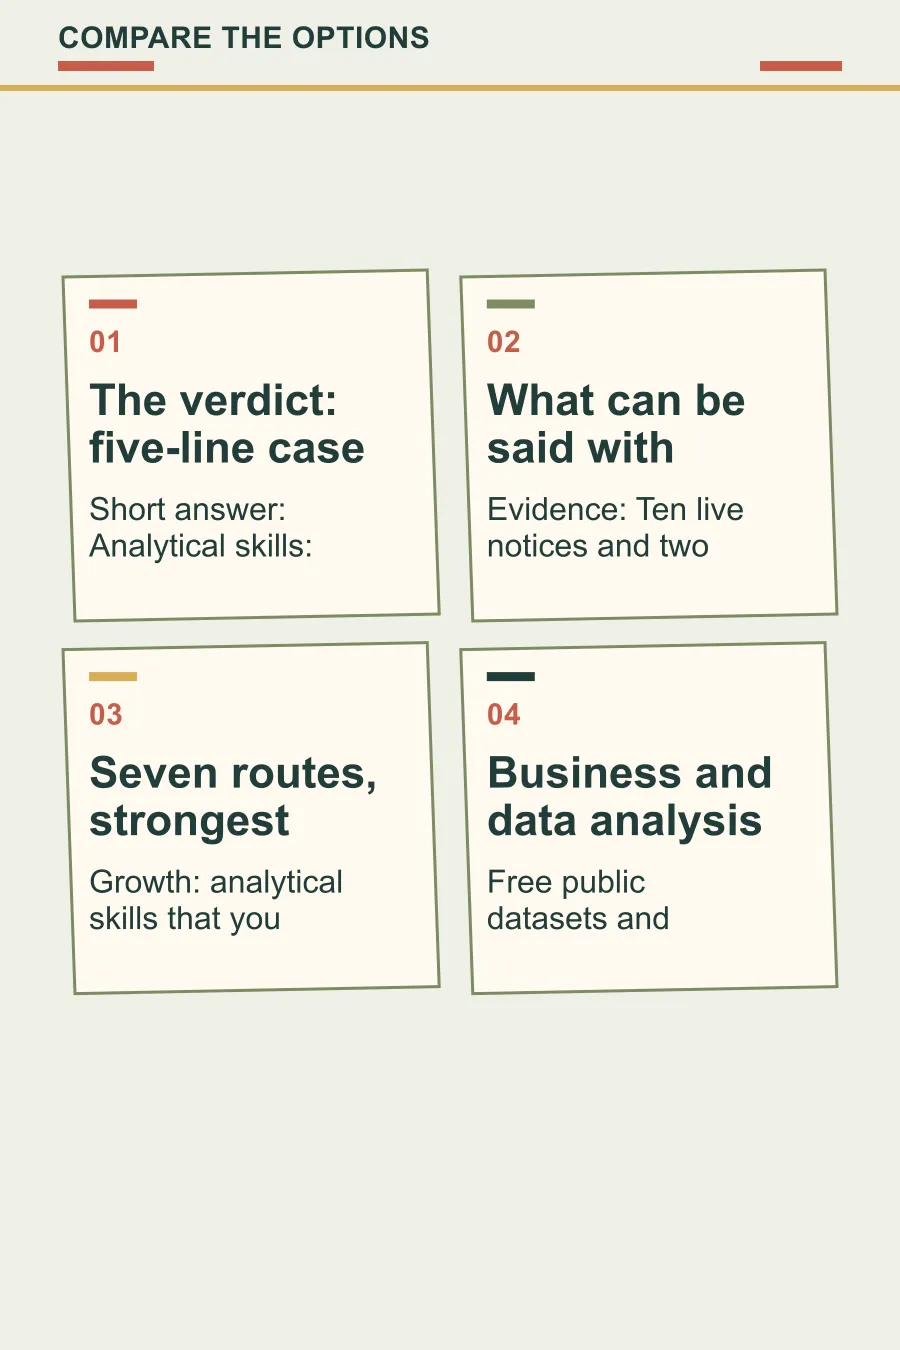 COMPARE THE OPTIONS
01
The verdict:
five-line case
Short answer:
Analytical skills:
02
What can be
said with
Evidence: Ten live
notices and two
03
Seven routes,
strongest
Growth: analytical
skills that you
04
Business and
data analysis
Free public
datasets and